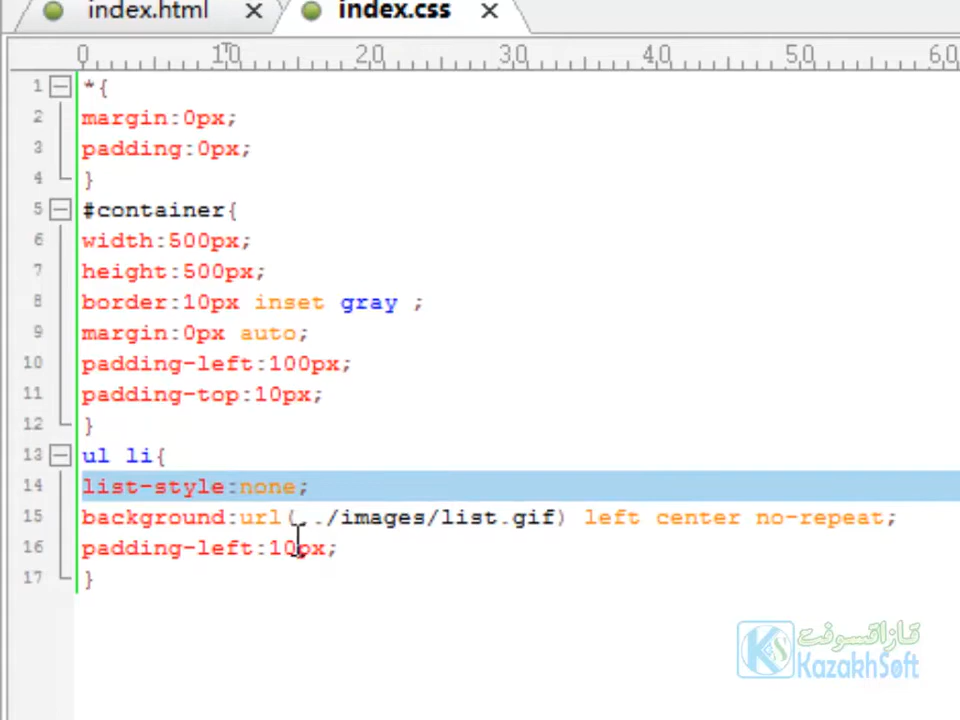 index.html
index.css
0 10 20 30 40 50 60
1 *{
2 margin:0px;
3 padding:0px;
4 }
5 #container{
6 width:500px;
7 height:500px;
8 border:10px inset gray ;
9 margin:0px auto;
10 padding-left:100px;
11 padding-top:10px;
12 }
13 ul li{
14 list-style:none;
15 background:url(../images/list.gif) left center no-repeat;
16 padding-left:10px;
17 }
قازاقسوفت
KazakhSoft